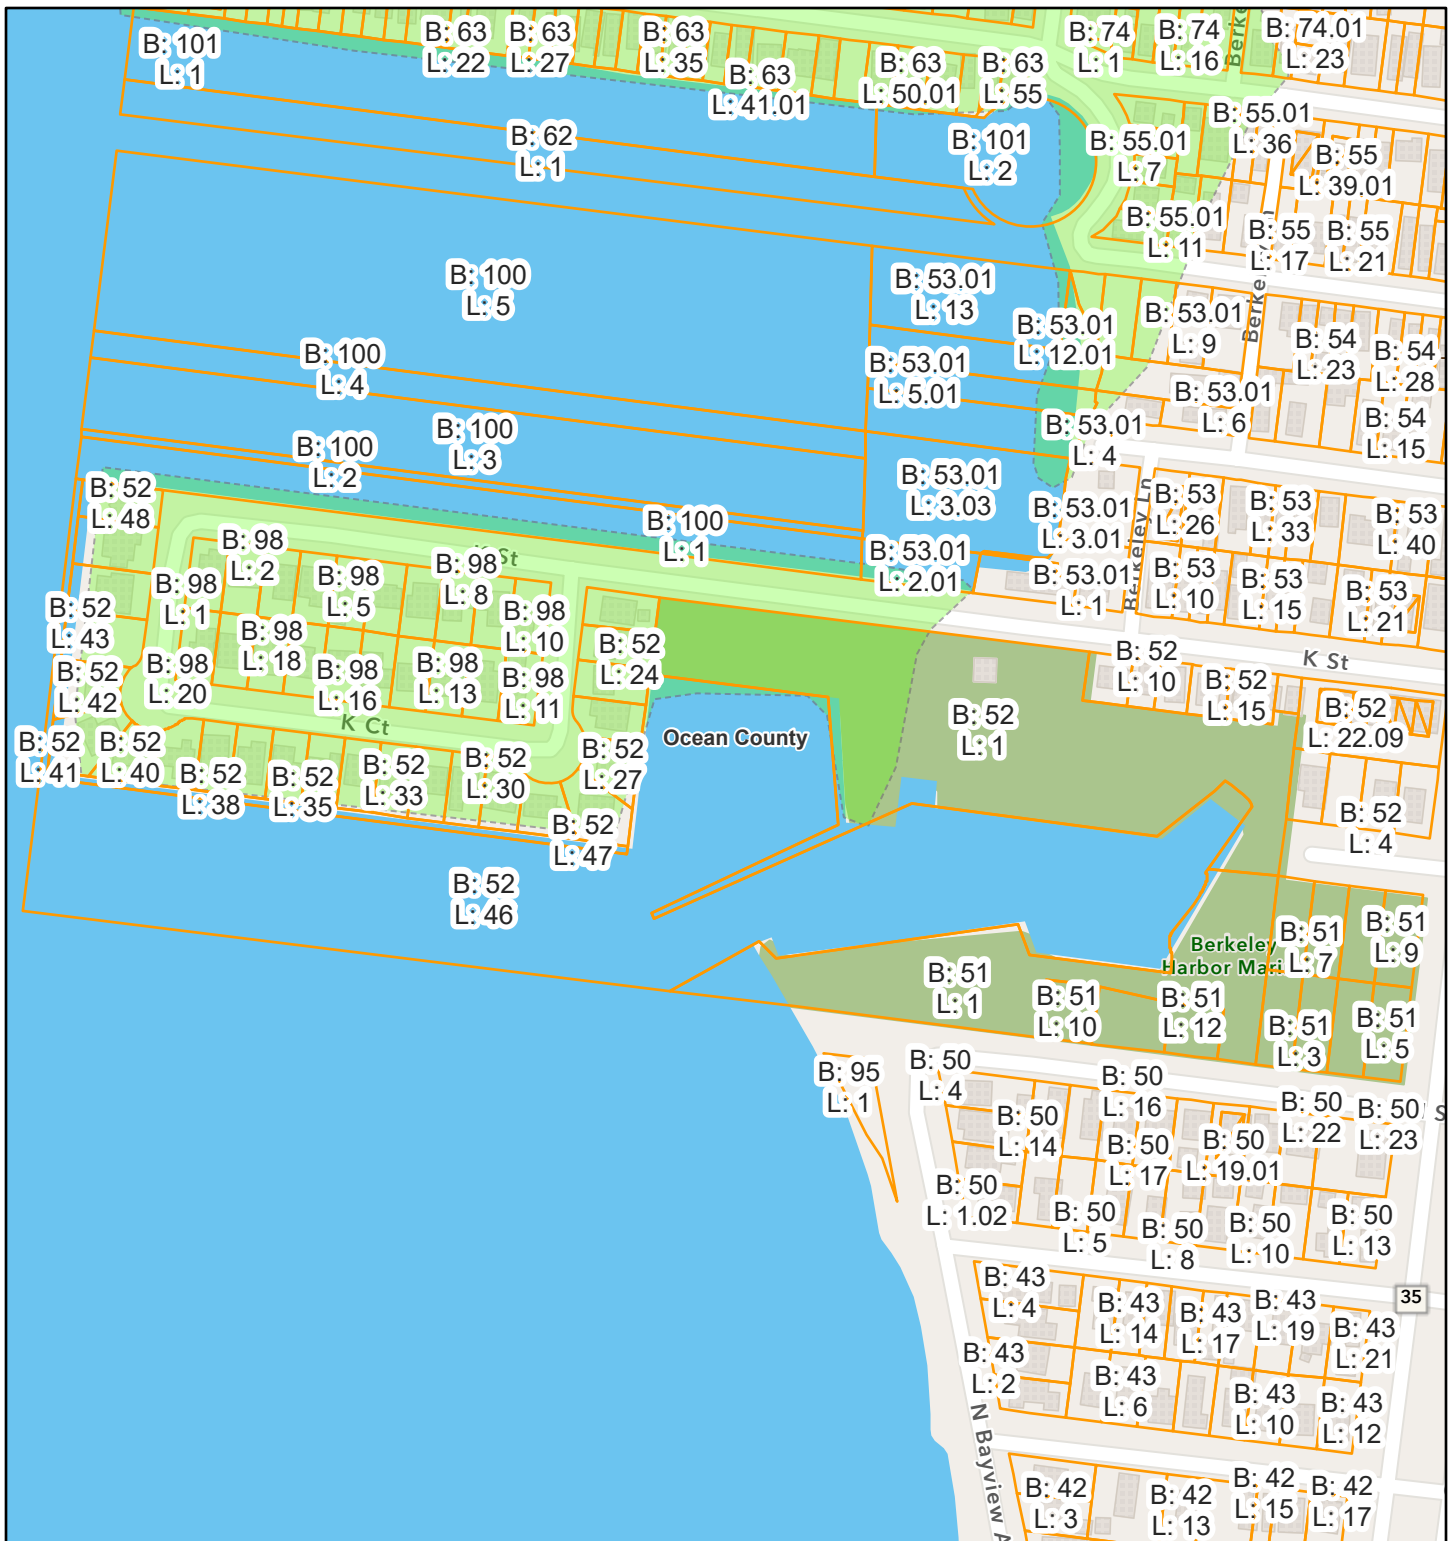 B: 101
L: 1
B: 63
L: 22
B: 63
L: 27
B: 63
L: 35
B: 63
L: 41.01
B: 63
L: 50.01
B: 63
L: 55
B: 74
L: 1
B: 74
L: 16
B: 74.01
L: 23
B: 62
L: 1
B: 101
L: 2
B: 55.01
L: 7
B: 55.01
L: 36
B: 55
L: 39.01
B: 55.01
L: 11
B: 55
L: 17
B: 55
L: 21
B: 100
L: 5
B: 53.01
L: 13
B: 53.01
L: 12.01
B: 53.01
L: 9
B: 54
L: 23
B: 54
L: 28
B: 100
L: 4
B: 53.01
L: 5.01
B: 53.01
L: 6
B: 54
L: 15
B: 100
L: 3
B: 100
L: 2
B: 53.01
L: 4
B: 53.01
L: 3.03
Berkeley Ln
B: 53
L: 26
B: 53
L: 33
B: 53
L: 40
B: 52
L: 48
B: 100
L: 1
B: 53.01
L: 3.01
B: 53.01
L: 2.01
B: 53.01
L: 1
B: 53
L: 10
B: 53
L: 15
B: 53
L: 21
K St
B: 98
L: 2
B: 98
L: 1
B: 98
L: 5
B: 98
L: 8
B: 98
L: 10
B: 52
L: 43
B: 98
L: 18
B: 52
L: 24
B: 52
L: 42
B: 98
L: 20
B: 98
L: 16
B: 98
L: 13
B: 98
L: 11
K St
B: 52
L: 10
B: 52
L: 15
B: 52
L: 22.09
K Ct
Ocean County
B: 52
L: 1
B: 52
L: 41
B: 52
L: 40
B: 52
L: 38
B: 52
L: 35
B: 52
L: 33
B: 52
L: 30
B: 52
L: 27
B: 52
L: 4
B: 52
L: 47
B: 52
L: 46
Berkeley
Harbor Mari
B: 51
L: 7
B: 51
L: 9
B: 51
L: 1
B: 51
L: 10
B: 51
L: 12
B: 51
L: 3
B: 51
L: 5
B: 95
L: 1
B: 50
L: 4
B: 50
L: 16
B: 50
L: 14
B: 50
L: 22
B: 50
L: 23
B: 50
L: 17
B: 50
L: 19.01
B: 50
L: 1.02
B: 50
L: 5
B: 50
L: 8
B: 50
L: 10
B: 50
L: 13
B: 43
L: 4
B: 43
L: 14
B: 43
L: 17
B: 43
L: 19
B: 43
L: 21
35
B: 43
L: 2
B: 43
L: 6
B: 43
L: 10
B: 43
L: 12
N Bayview A
B: 42
L: 3
B: 42
L: 13
B: 42
L: 15
B: 42
L: 17